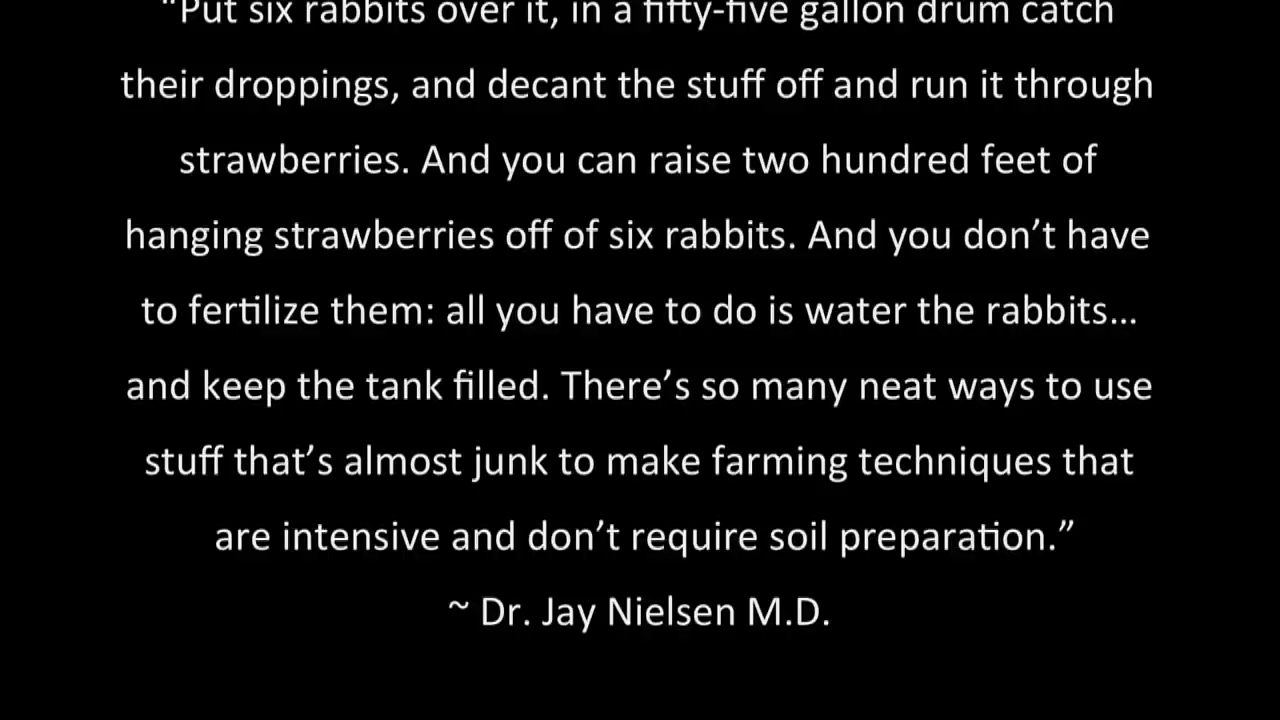 “Put six rabbits over it, in a fifty-five gallon drum catch
their droppings, and decant the stuff off and run it through
strawberries. And you can raise two hundred feet of
hanging strawberries off of six rabbits. And you don’t have
to fertilize them: all you have to do is water the rabbits…
and keep the tank filled. There’s so many neat ways to use
stuff that’s almost junk to make farming techniques that
are intensive and don’t require soil preparation.”
~ Dr. Jay Nielsen M.D.